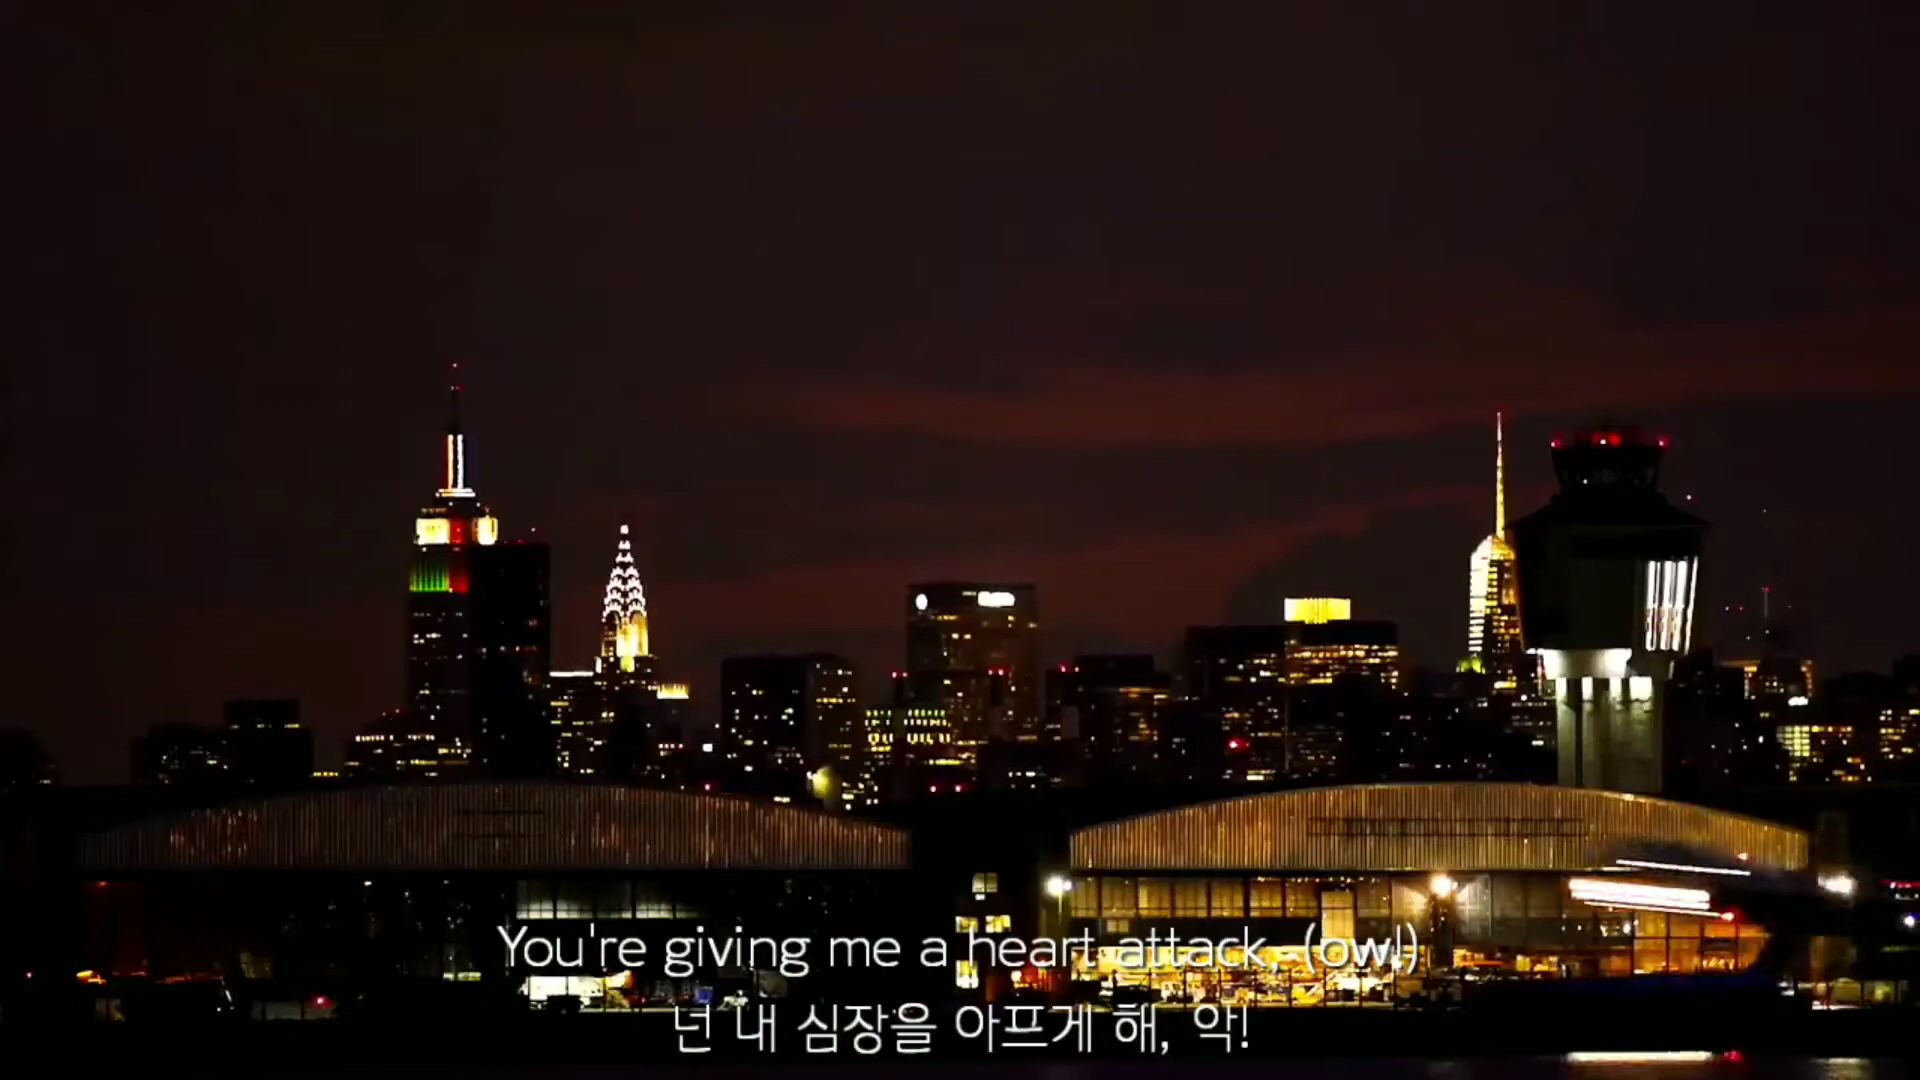 You're giving me a heart attack, (ow!)
넌 내 심장을 아프게 해, 악!